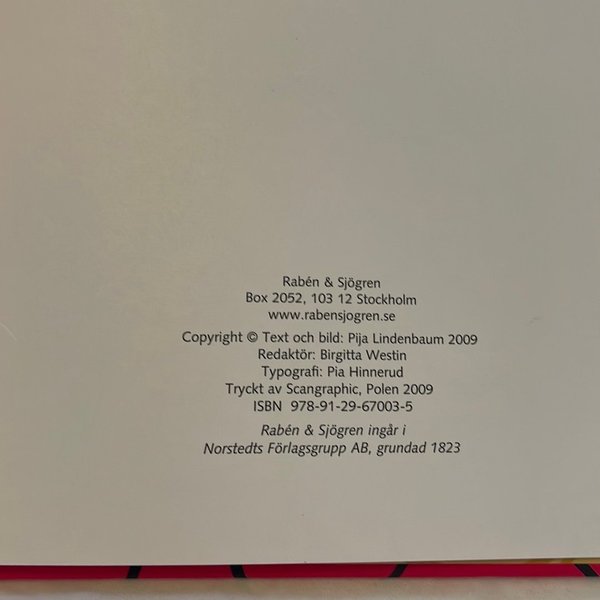 Rabén & Sjögren
Box 2052, 103 12 Stockholm
www.rabensjogren.se
Copyright © Text och bild: Pija Lindenbaum 2009
Redaktör: Birgitta Westin
Typografi: Pia Hinnerud
Tryckt av Scangraphic, Polen 2009
ISBN 978-91-29-67003-5
Rabén & Sjögren ingår i
Norstedts Förlagsgrupp AB, grundad 1823